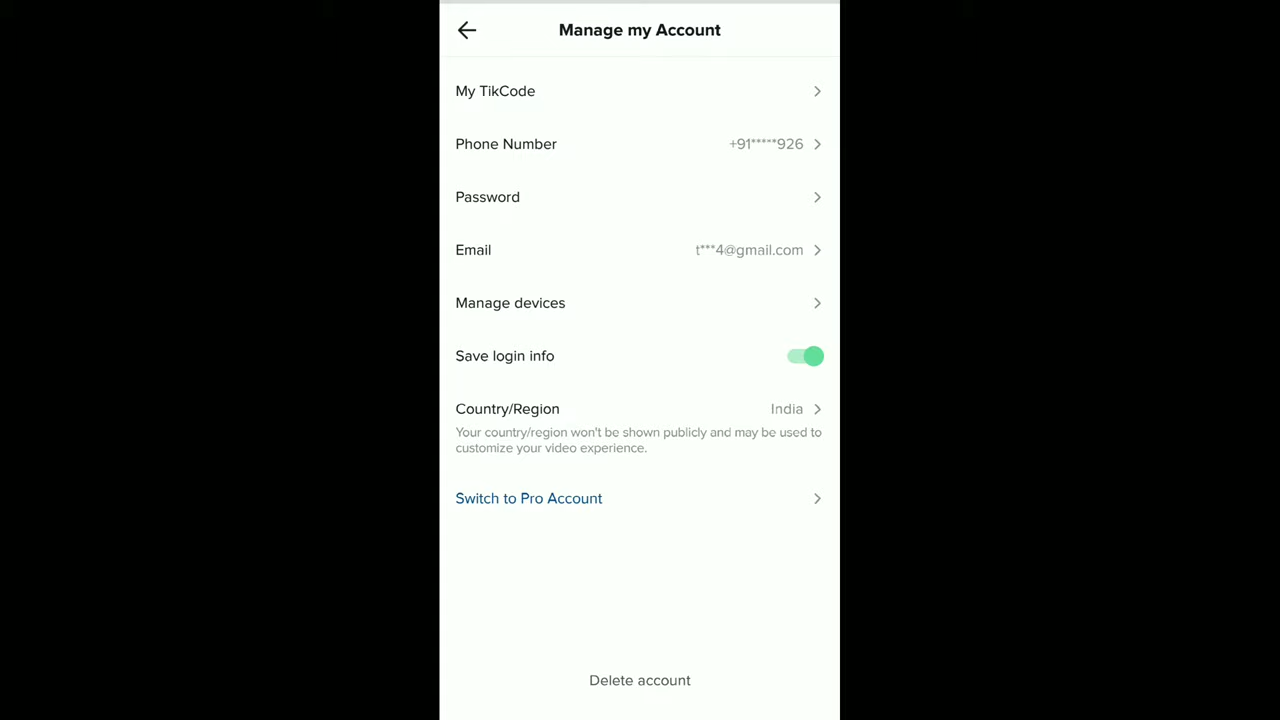 Manage my Account
My TikCode
Phone Number +91*****926
Password
Email t***4@gmail.com
Manage devices
Save login info
Country/Region India
Your country/region won't be shown publicly and may be used to
customize your video experience.
Switch to Pro Account
Delete account